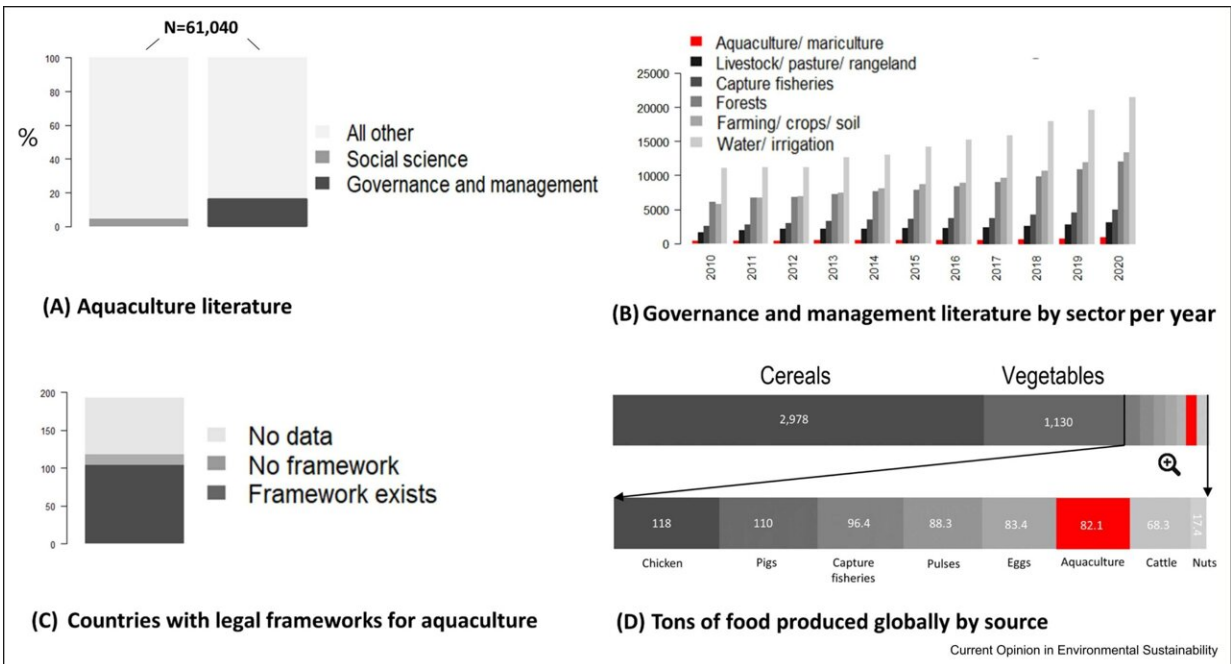 N=61,040
100
80
60
40
20
0
%
All other
Social science
Governance and management
(A) Aquaculture literature
Aquaculture/ mariculture
Livestock/ pasture/ rangeland
Capture fisheries
Forests
Farming/ crops/ soil
Water/ irrigation
25000
20000
15000
10000
5000
0
2010 2011 2012 2013 2014 2015 2016 2017 2018 2019 2020
(B) Governance and management literature by sector per year
200
150
100
50
0
No data
No framework
Framework exists
(C) Countries with legal frameworks for aquaculture
Cereals Vegetables
2,978 1,130
118 110 96.4 88.3 83.4 82.1 68.3 17.4
Chicken Pigs Capture fisheries Pulses Eggs Aquaculture Cattle Nuts
(D) Tons of food produced globally by source
Current Opinion in Environmental Sustainability